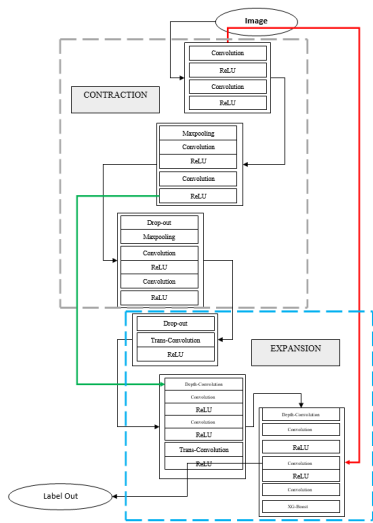 Image
Convolution
ReLU
Convolution
ReLU
CONTRACTION
Maxpooling
Convolution
ReLU
Convolution
ReLU
Drop-out
Maxpooling
Convolution
ReLU
Convolution
ReLU
Drop-out
Trans-Convolution
ReLU
EXPANSION
Depth-Convolution
Convolution
ReLU
Convolution
ReLU
Trans-Convolution
ReLU
Depth-Convolution
Convolution
ReLU
Convolution
ReLU
Convolution
XG-Boost
Label Out